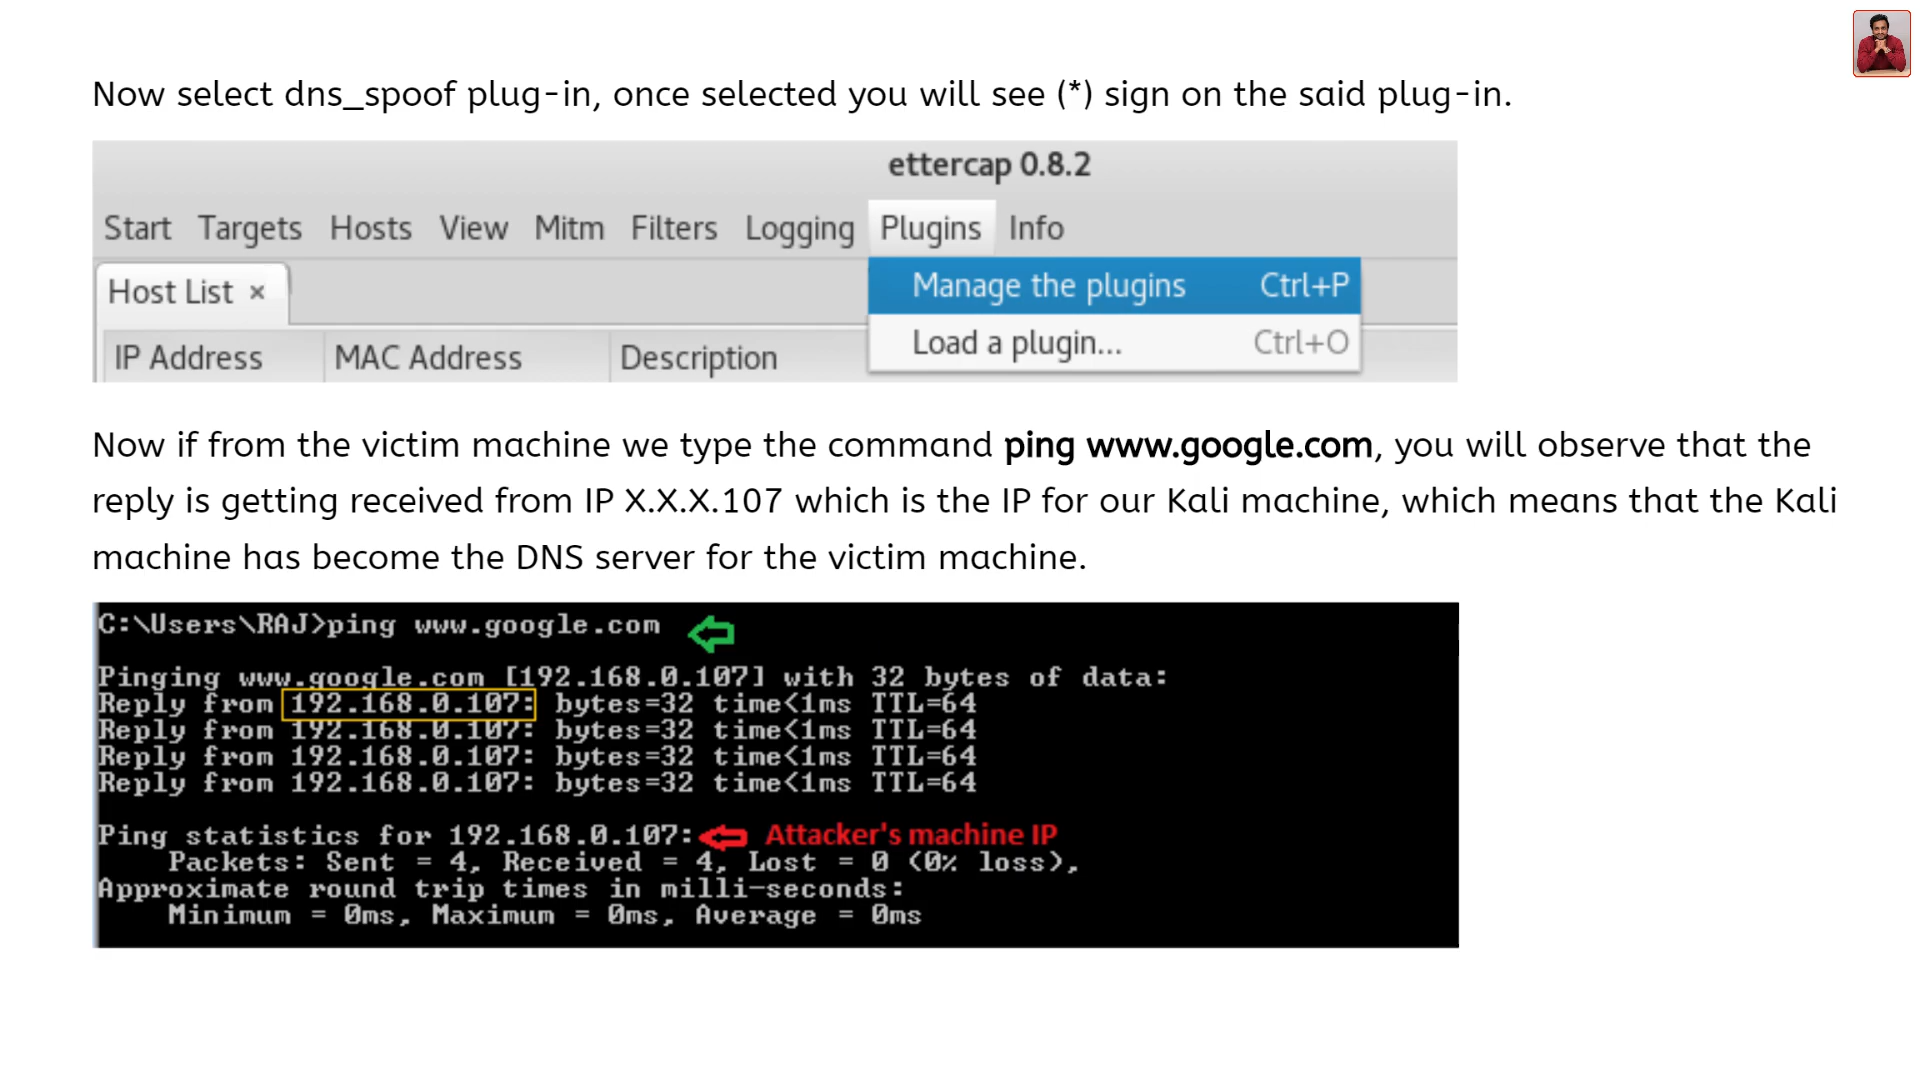 Now select dns_spoof plug-in, once selected you will see (*) sign on the said plug-in.
ettercap 0.8.2
Start Targets Hosts View Mitm Filters Logging Plugins Info
Host List ×
Manage the plugins Ctrl+P
Load a plugin... Ctrl+O
IP Address MAC Address Description
Now if from the victim machine we type the command ping www.google.com, you will observe that the
reply is getting received from IP X.X.X.107 which is the IP for our Kali machine, which means that the Kali
machine has become the DNS server for the victim machine.
C:\Users\RAJ>ping www.google.com
Pinging www.google.com [192.168.0.107] with 32 bytes of data:
Reply from 192.168.0.107: bytes=32 time<1ms TTL=64
Reply from 192.168.0.107: bytes=32 time<1ms TTL=64
Reply from 192.168.0.107: bytes=32 time<1ms TTL=64
Reply from 192.168.0.107: bytes=32 time<1ms TTL=64
Ping statistics for 192.168.0.107: Attacker's machine IP
Packets: Sent = 4, Received = 4, Lost = 0 (0% loss),
Approximate round trip times in milli-seconds:
Minimum = 0ms, Maximum = 0ms, Average = 0ms